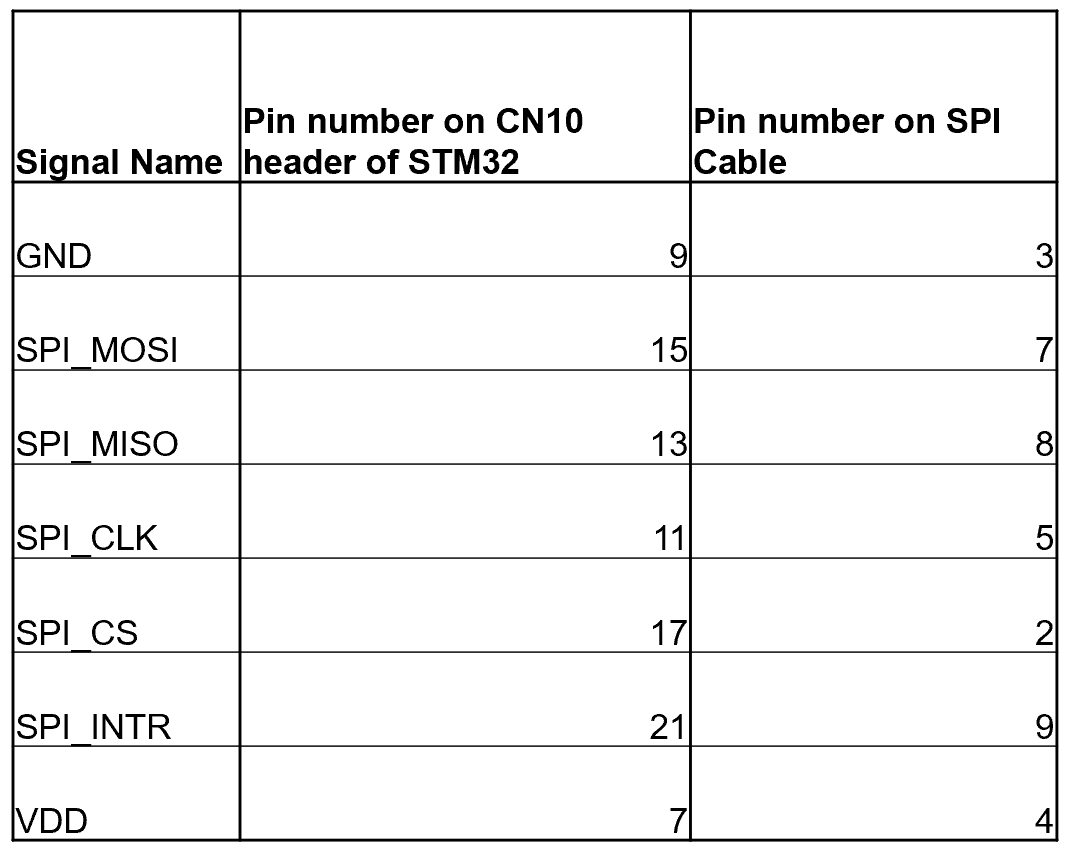 Signal Name Pin number on CN10 header of STM32 Pin number on SPI Cable
GND 9 3
SPI_MOSI 15 7
SPI_MISO 13 8
SPI_CLK 11 5
SPI_CS 17 2
SPI_INTR 21 9
VDD 7 4